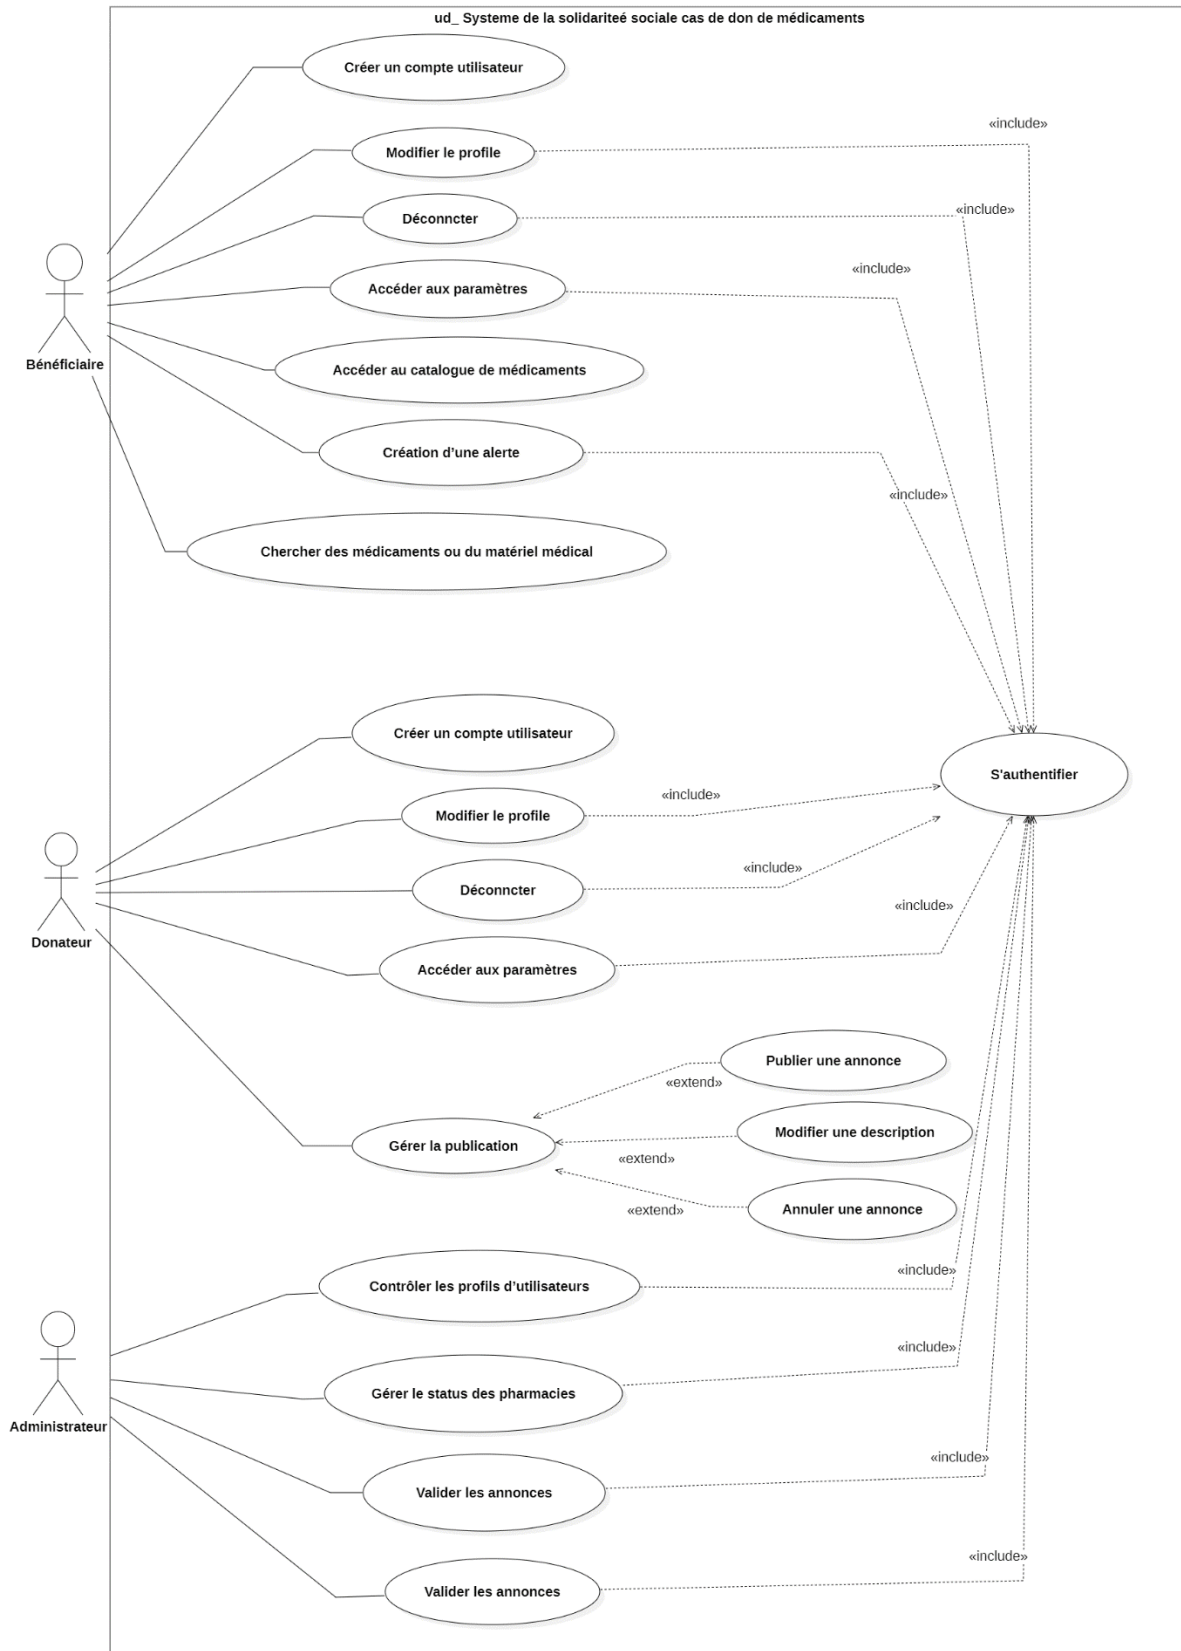 ud_ Systeme de la solidariteé sociale cas de don de médicaments
Créer un compte utilisateur
«include»
Modifier le profile
Déconncter
«include»
«include»
Accéder aux paramètres
Bénéficiaire
Accéder au catalogue de médicaments
Création d'une alerte
«include»
Chercher des médicaments ou du matériel médical
Créer un compte utilisateur
S'authentifier
«include»
Modifier le profile
«include»
Déconncter
«include»
Donateur
Accéder aux paramètres
Publier une annonce
«extend»
Modifier une description
Gérer la publication
«extend»
Annuler une annonce
«extend»
«include»
Contrôler les profils d'utilisateurs
«include»
Gérer le status des pharmacies
Administrateur
«include»
Valider les annonces
«include»
Valider les annonces